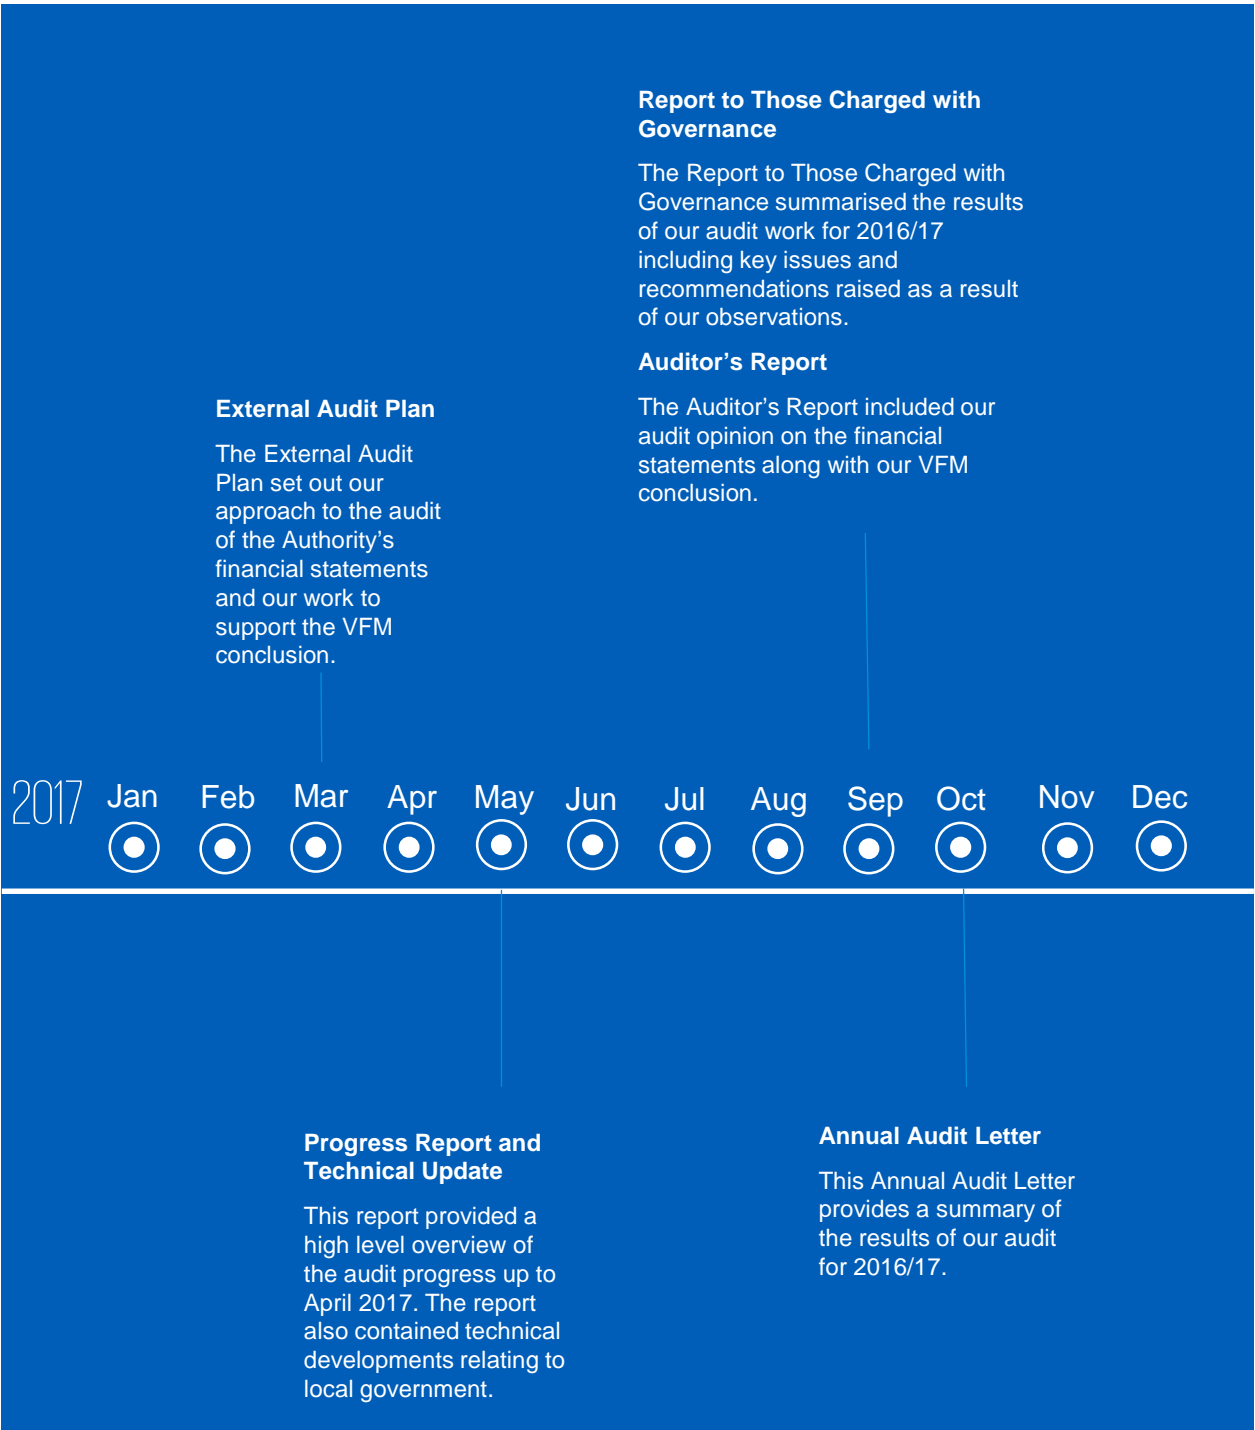 Report to Those Charged with
Governance
The Report to Those Charged with
Governance summarised the results
of our audit work for 2016/17
including key issues and
recommendations raised as a result
of our observations.
Auditor’s Report
The Auditor’s Report included our
audit opinion on the financial
statements along with our VFM
conclusion.
External Audit Plan
The External Audit
Plan set out our
approach to the audit
of the Authority’s
financial statements
and our work to
support the VFM
conclusion.
2017 Jan Feb Mar Apr May Jun Jul Aug Sep Oct Nov Dec
Progress Report and
Technical Update
This report provided a
high level overview of
the audit progress up to
April 2017. The report
also contained technical
developments relating to
local government.
Annual Audit Letter
This Annual Audit Letter
provides a summary of
the results of our audit
for 2016/17.